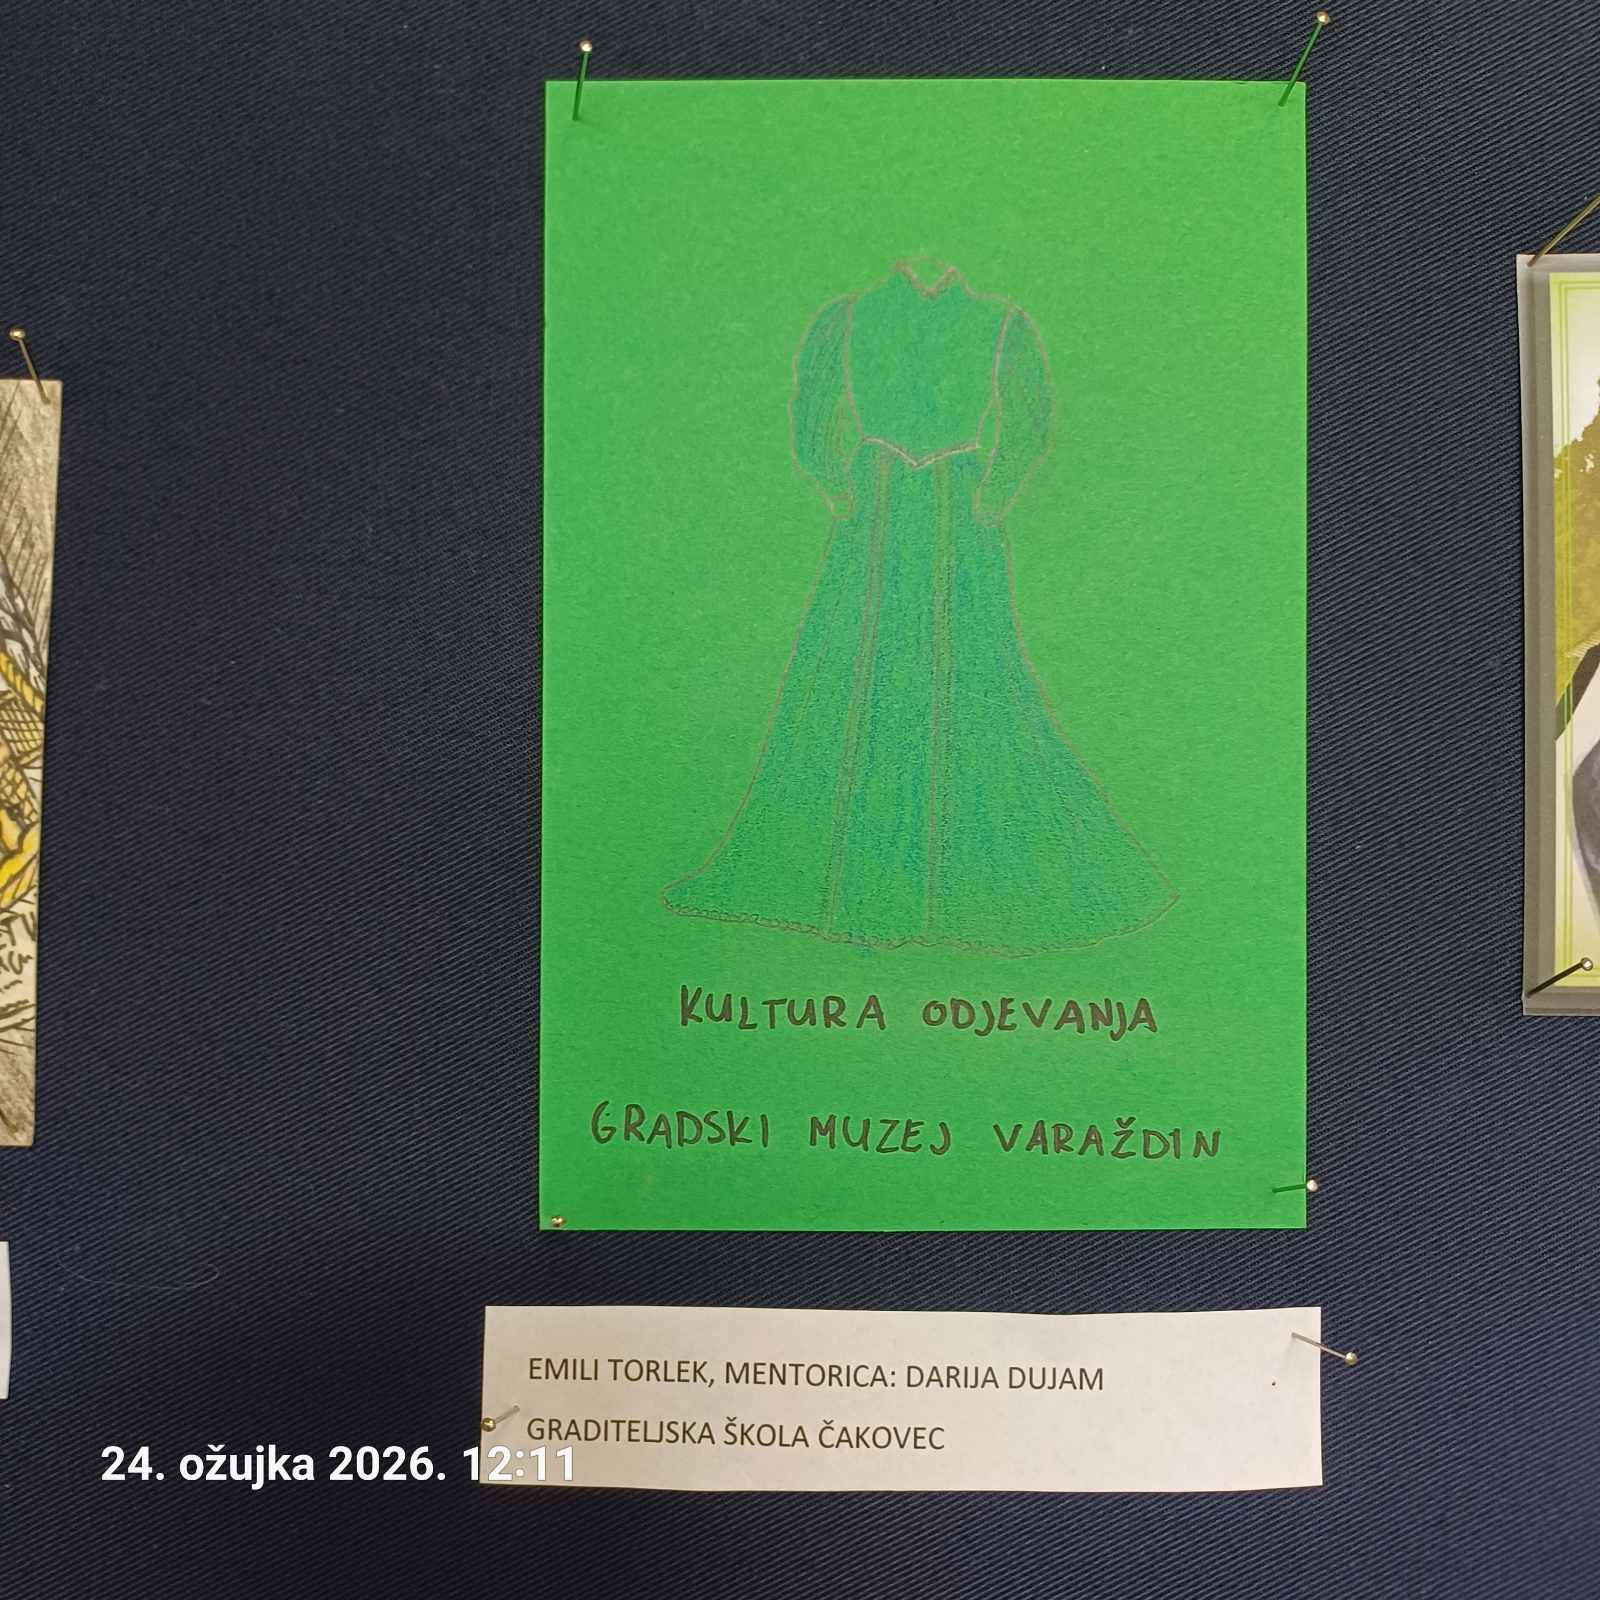 KULTURA ODJEVANJA
GRADSKI MUZEJ VARAŽDIN
EMILI TORLEK, MENTORICA: DARIJA DUJAM
GRADITELJSKA ŠKOLA ČAKOVEC
24. ožujka 2026. 12:11